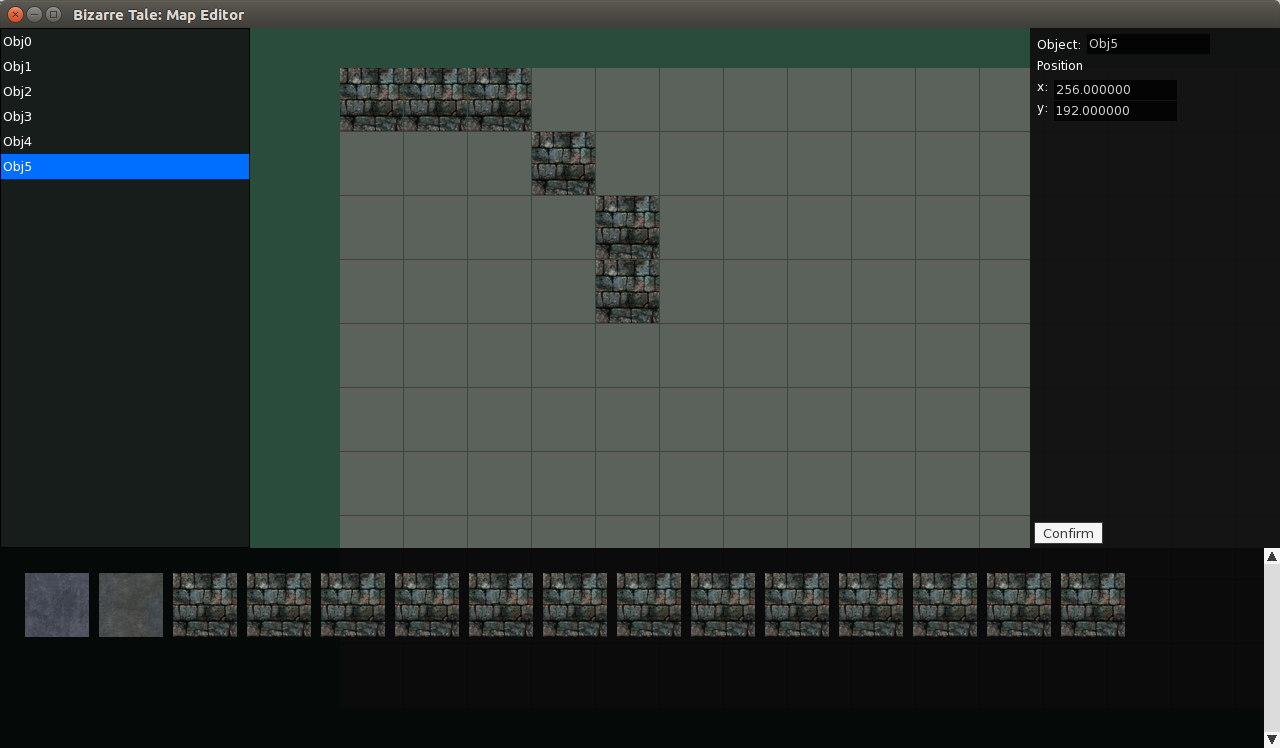 Bizarre Tale: Map Editor
Obj0
Obj1
Obj2
Obj3
Obj4
Obj5
Object: Obj5
Position
x: 256.000000
y: 192.000000
Confirm